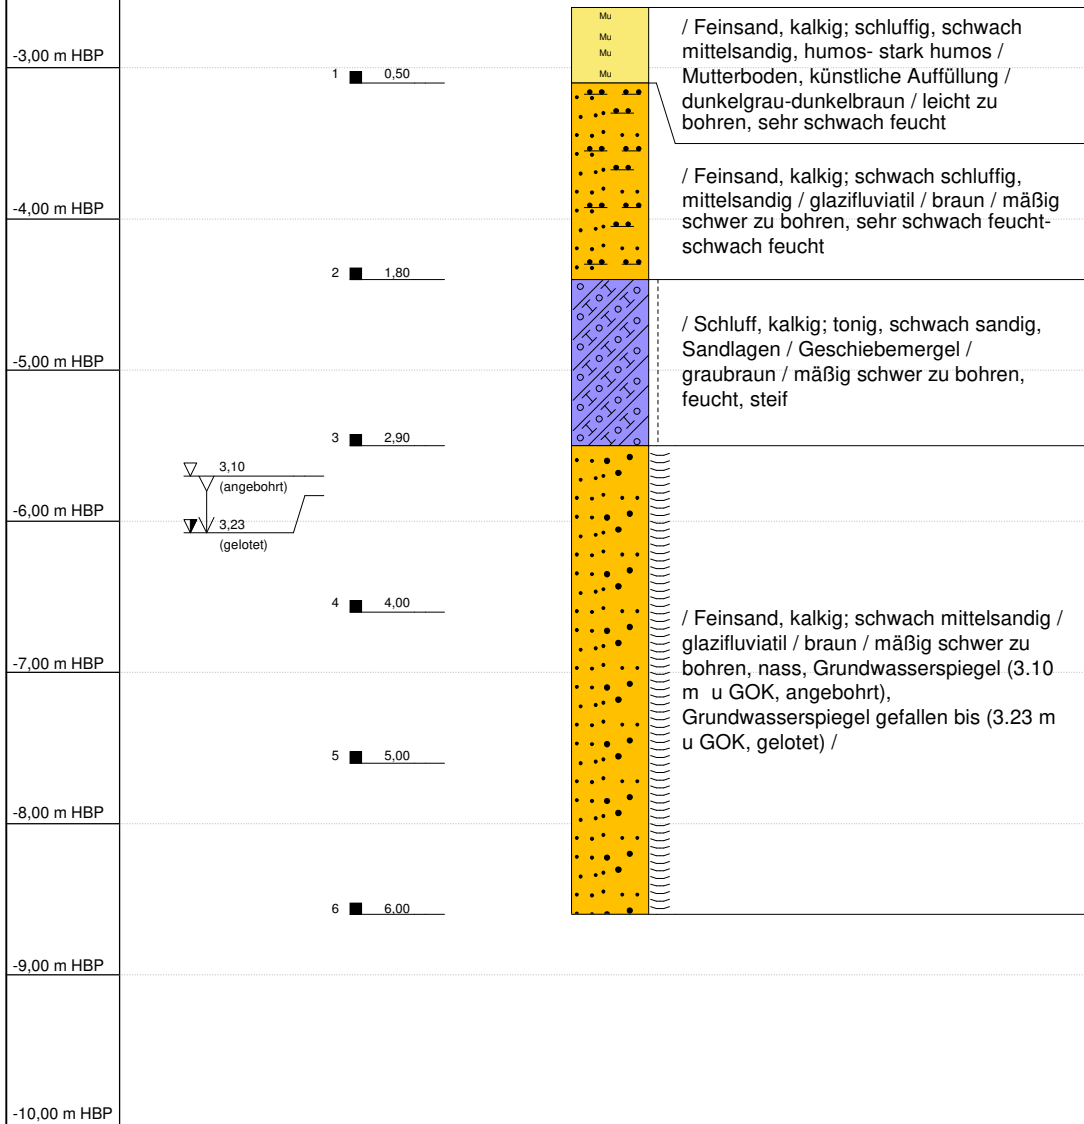 Mu
/ Feinsand, kalkig; schluffig, schwach
mittelsandig, humos- stark humos /
Mutterboden, künstliche Auffüllung /
dunkelgrau-dunkelbraun / leicht zu
bohren, sehr schwach feucht
Mu
Mu
Mu
-3,00 m HBP
1 0,50
/ Feinsand, kalkig; schwach schluffig,
mittelsandig / glazifluviatil / braun / mäßig
schwer zu bohren, sehr schwach feucht-
schwach feucht
-4,00 m HBP
2 1,80
/ Schluff, kalkig; tonig, schwach sandig,
Sandlagen / Geschiebemergel /
graubraun / mäßig schwer zu bohren,
feucht, steif
-5,00 m HBP
3 2,90
3,10
(angebohrt)
-6,00 m HBP
3,23
(gelotet)
4 4,00
/ Feinsand, kalkig; schwach mittelsandig /
glazifluviatil / braun / mäßig schwer zu
bohren, nass, Grundwasserspiegel (3.10
m u GOK, angebohrt),
Grundwasserspiegel gefallen bis (3.23 m
u GOK, gelotet) /
-7,00 m HBP
5 5,00
-8,00 m HBP
6 6,00
-9,00 m HBP
-10,00 m HBP